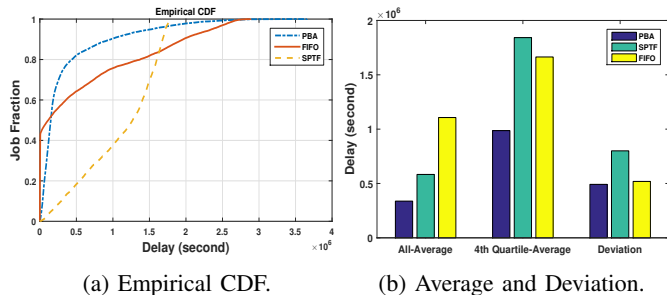 Empirical CDF
1
0.8
0.6
0.4
0.2
0
Job Fraction
PBA
FIFO
SPTF
0 0.5 1 1.5 2 2.5 3 3.5 4
Delay (second)
×10^6
(a) Empirical CDF.
×10^6
2
1.5
1
0.5
0
Delay (second)
PBA
SPTF
FIFO
All-Average 4th Quartile-Average Deviation
(b) Average and Deviation.